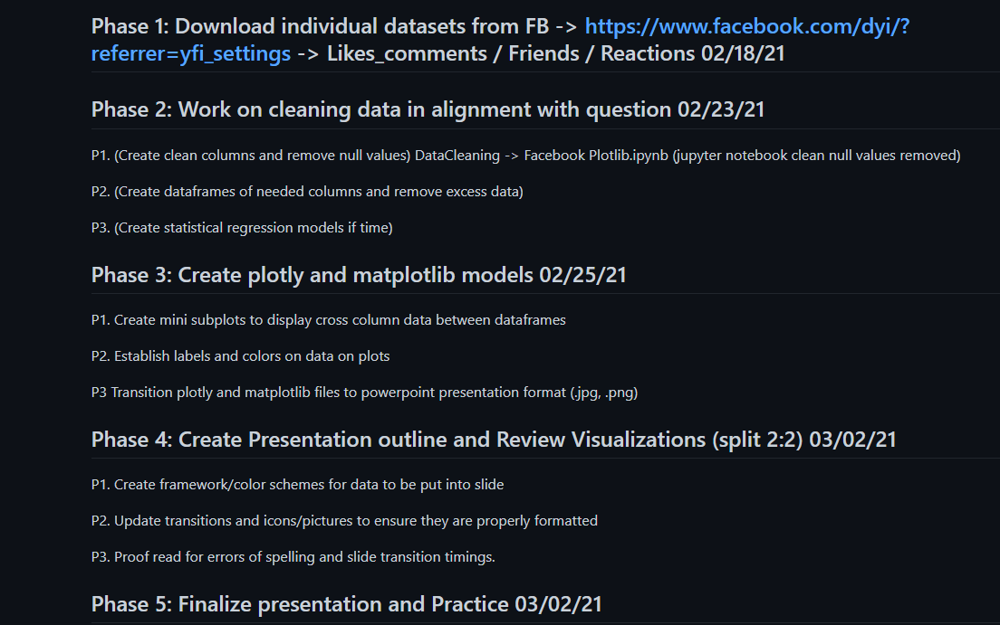 Phase 1: Download individual datasets from FB -> https://www.facebook.com/dyi/?
referrer=yfi_settings -> Likes_comments / Friends / Reactions 02/18/21
Phase 2: Work on cleaning data in alignment with question 02/23/21
P1. (Create clean columns and remove null values) DataCleaning -> Facebook Plotlib.ipynb (jupyter notebook clean null values removed)
P2. (Create dataframes of needed columns and remove excess data)
P3. (Create statistical regression models if time)
Phase 3: Create plotly and matplotlib models 02/25/21
P1. Create mini subplots to display cross column data between dataframes
P2. Establish labels and colors on data on plots
P3 Transition plotly and matplotlib files to powerpoint presentation format (.jpg, .png)
Phase 4: Create Presentation outline and Review Visualizations (split 2:2) 03/02/21
P1. Create framework/color schemes for data to be put into slide
P2. Update transitions and icons/pictures to ensure they are properly formatted
P3. Proof read for errors of spelling and slide transition timings.
Phase 5: Finalize presentation and Practice 03/02/21